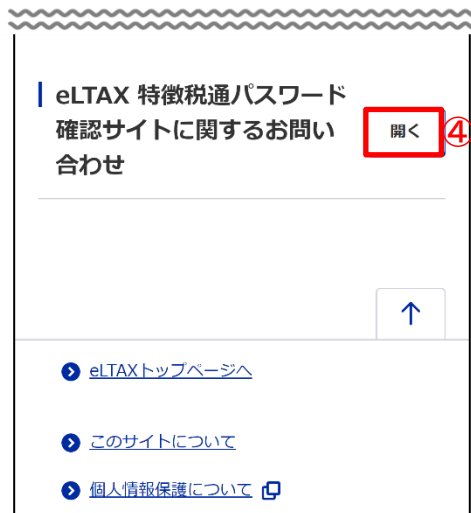 eLTAX 特徴税通パスワード
確認サイトに関するお問い
合わせ
開く
④
eLTAXトップページへ
このサイトについて
個人情報保護について